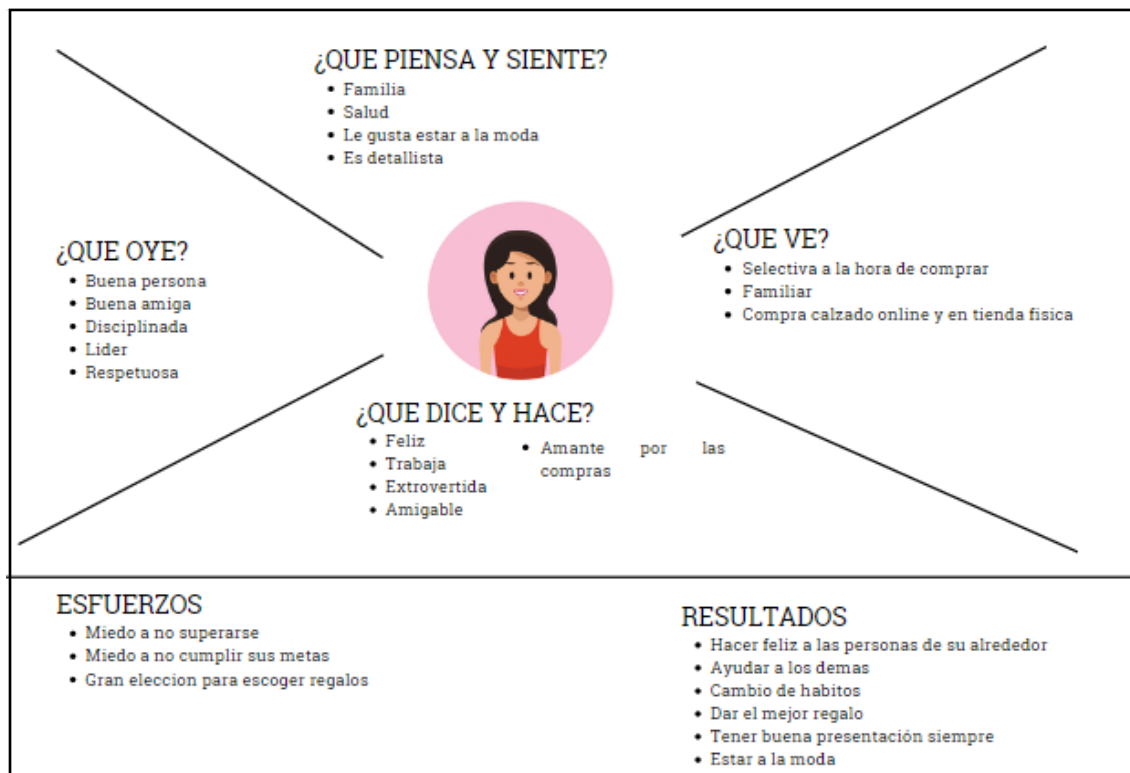 ¿QUE PIENSA Y SIENTE?
• Familia
• Salud
• Le gusta estar a la moda
• Es detallista
¿QUE OYE?
• Buena persona
• Buena amiga
• Disciplinada
• Lider
• Respetuosa
¿QUE VE?
• Selectiva a la hora de comprar
• Familiar
• Compra calzado online y en tienda fisica
¿QUE DICE Y HACE?
• Feliz
• Trabaja
• Extrovertida
• Amigable
• Amante por las
compras
ESFUERZOS
• Miedo a no superarse
• Miedo a no cumplir sus metas
• Gran eleccion para escoger regalos
RESULTADOS
• Hacer feliz a las personas de su alrededor
• Ayudar a los demas
• Cambio de habitos
• Dar el mejor regalo
• Tener buena presentación siempre
• Estar a la moda